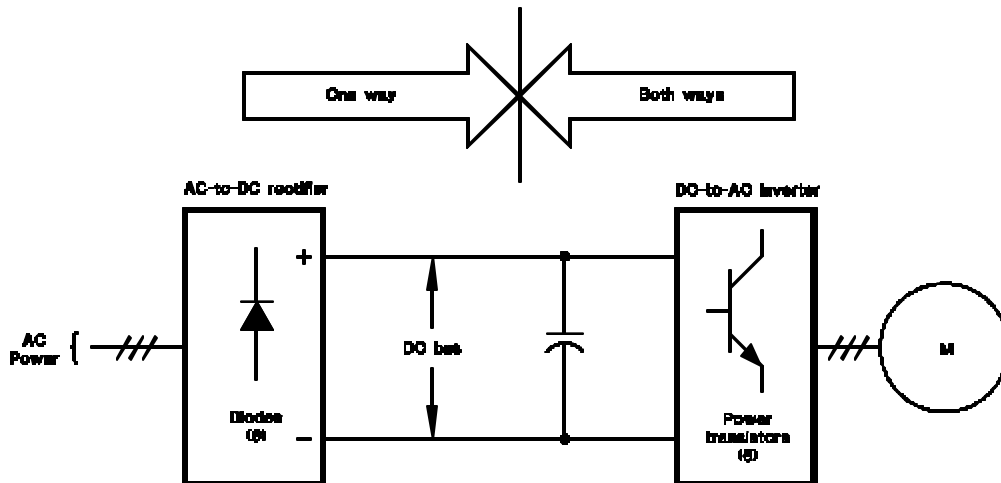 One way
Both ways
AC-to-DC rectifier
DC-to-AC inverter
+
AC
Power
DC bus
M
Diodes
(6)
−
Power
transistors
(6)